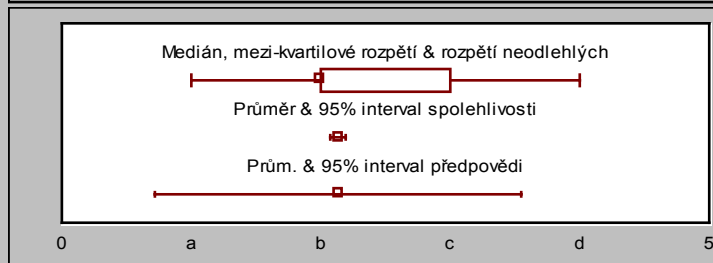 Medián, mezi-kvartilové rozpětí & rozpětí neodlehlých
Průměr & 95% interval spolehlivosti
Prům. & 95% interval předpovědi
0 a b c d 5